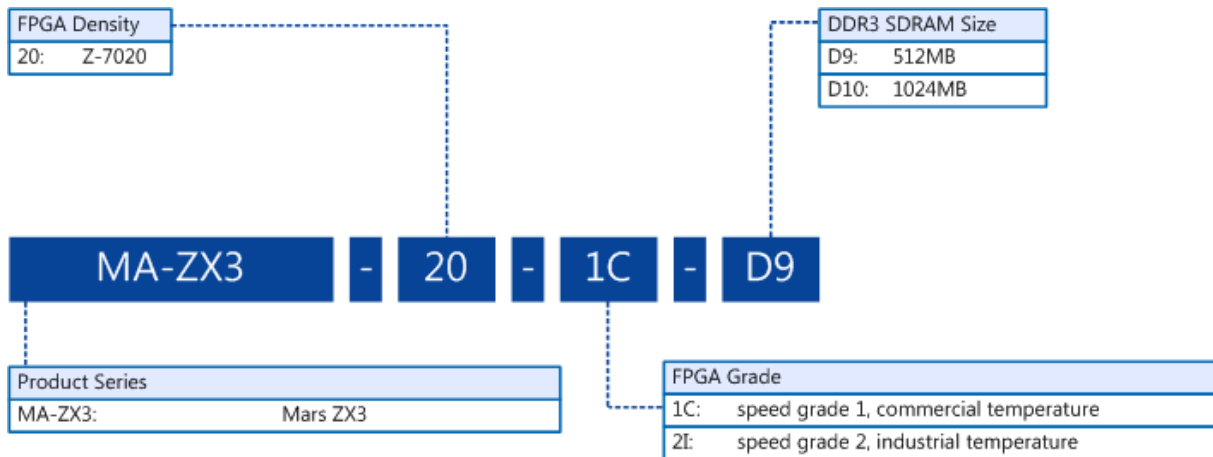 FPGA Density
20: Z-7020
DDR3 SDRAM Size
D9: 512MB
D10: 1024MB
MA-ZX3 - 20 - 1C - D9
Product Series
MA-ZX3: Mars ZX3
FPGA Grade
1C: speed grade 1, commercial temperature
2I: speed grade 2, industrial temperature